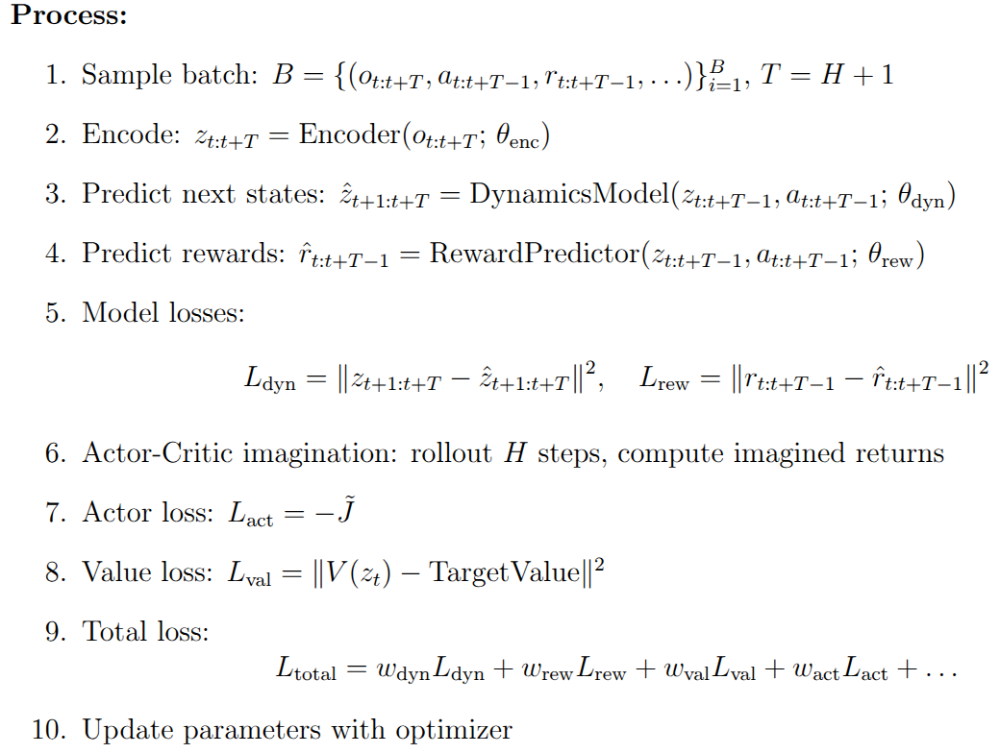 Process:
1. Sample batch: $B = \{(o_{t:t+T}, a_{t:t+T-1}, r_{t:t+T-1}, \ldots)\}_{i=1}^{B}$, $T = H + 1$
2. Encode: $z_{t:t+T} = \text{Encoder}(o_{t:t+T}; \theta_{\text{enc}})$
3. Predict next states: $\hat{z}_{t+1:t+T} = \text{DynamicsModel}(z_{t:t+T-1}, a_{t:t+T-1}; \theta_{\text{dyn}})$
4. Predict rewards: $\hat{r}_{t:t+T-1} = \text{RewardPredictor}(z_{t:t+T-1}, a_{t:t+T-1}; \theta_{\text{rew}})$
5. Model losses:
$L_{\text{dyn}} = \|z_{t+1:t+T} - \hat{z}_{t+1:t+T}\|^2, \quad L_{\text{rew}} = \|r_{t:t+T-1} - \hat{r}_{t:t+T-1}\|^2$
6. Actor-Critic imagination: rollout $H$ steps, compute imagined returns
7. Actor loss: $L_{\text{act}} = -\tilde{J}$
8. Value loss: $L_{\text{val}} = \|V(z_t) - \text{TargetValue}\|^2$
9. Total loss:
$L_{\text{total}} = w_{\text{dyn}} L_{\text{dyn}} + w_{\text{rew}} L_{\text{rew}} + w_{\text{val}} L_{\text{val}} + w_{\text{act}} L_{\text{act}} + \ldots$
10. Update parameters with optimizer